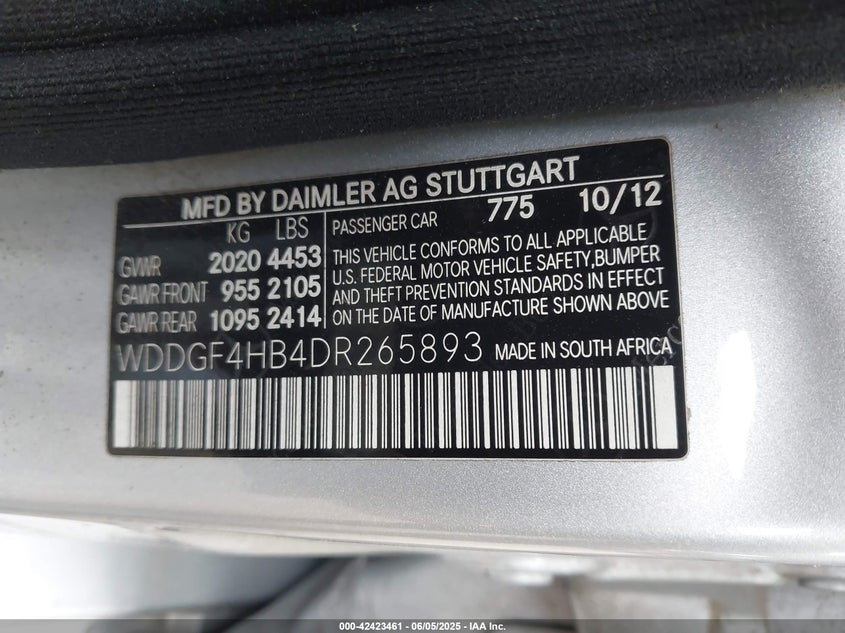 MFD BY DAIMLER AG STUTTGART
KG LBS
GVWR 2020 4453
GAWR FRONT 955 2105
GAWR REAR 1095 2414
PASSENGER CAR 775 10/12
THIS VEHICLE CONFORMS TO ALL APPLICABLE
U.S. FEDERAL MOTOR VEHICLE SAFETY,BUMPER
AND THEFT PREVENTION STANDARDS IN EFFECT
ON THE DATE OF MANUFACTURE SHOWN ABOVE
WDDGF4HB4DR265893 MADE IN SOUTH AFRICA
000-42423461 - 06/05/2025 - IAA Inc.